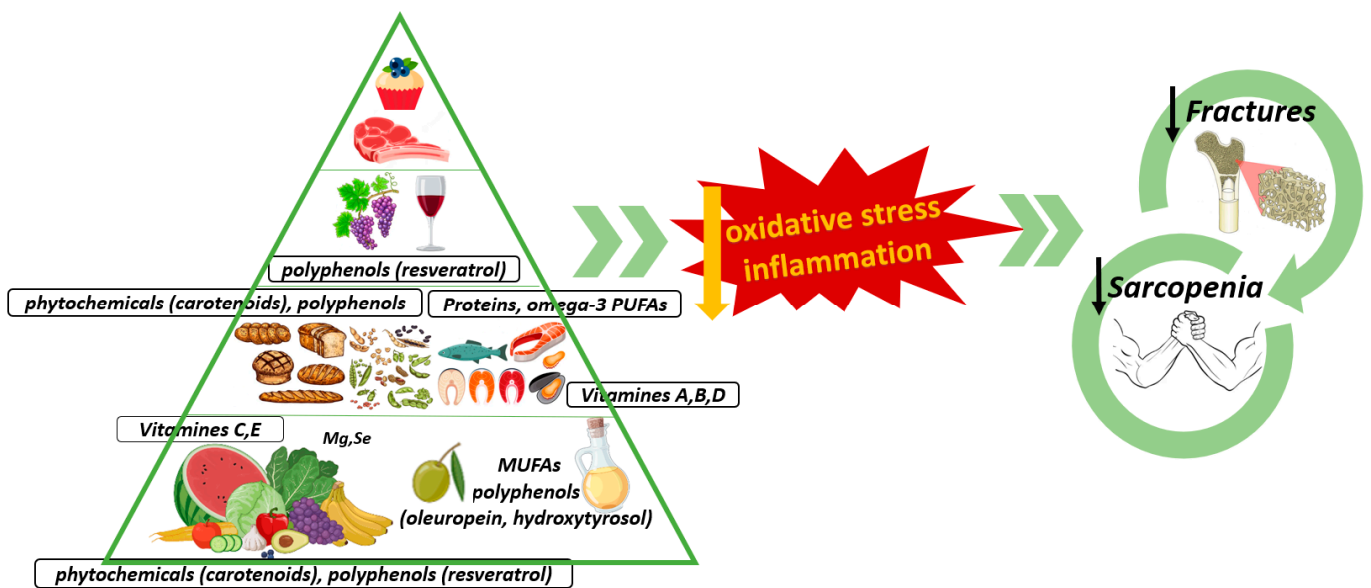 polyphenols (resveratrol)
phytochemicals (carotenoids), polyphenols
Proteins, omega-3 PUFAs
Vitamines A,B,D
Vitamines C,E
Mg,Se
MUFAs
polyphenols
(oleuropein, hydroxytyrosol)
phytochemicals (carotenoids), polyphenols (resveratrol)
oxidative stress
inflammation
Fractures
Sarcopenia